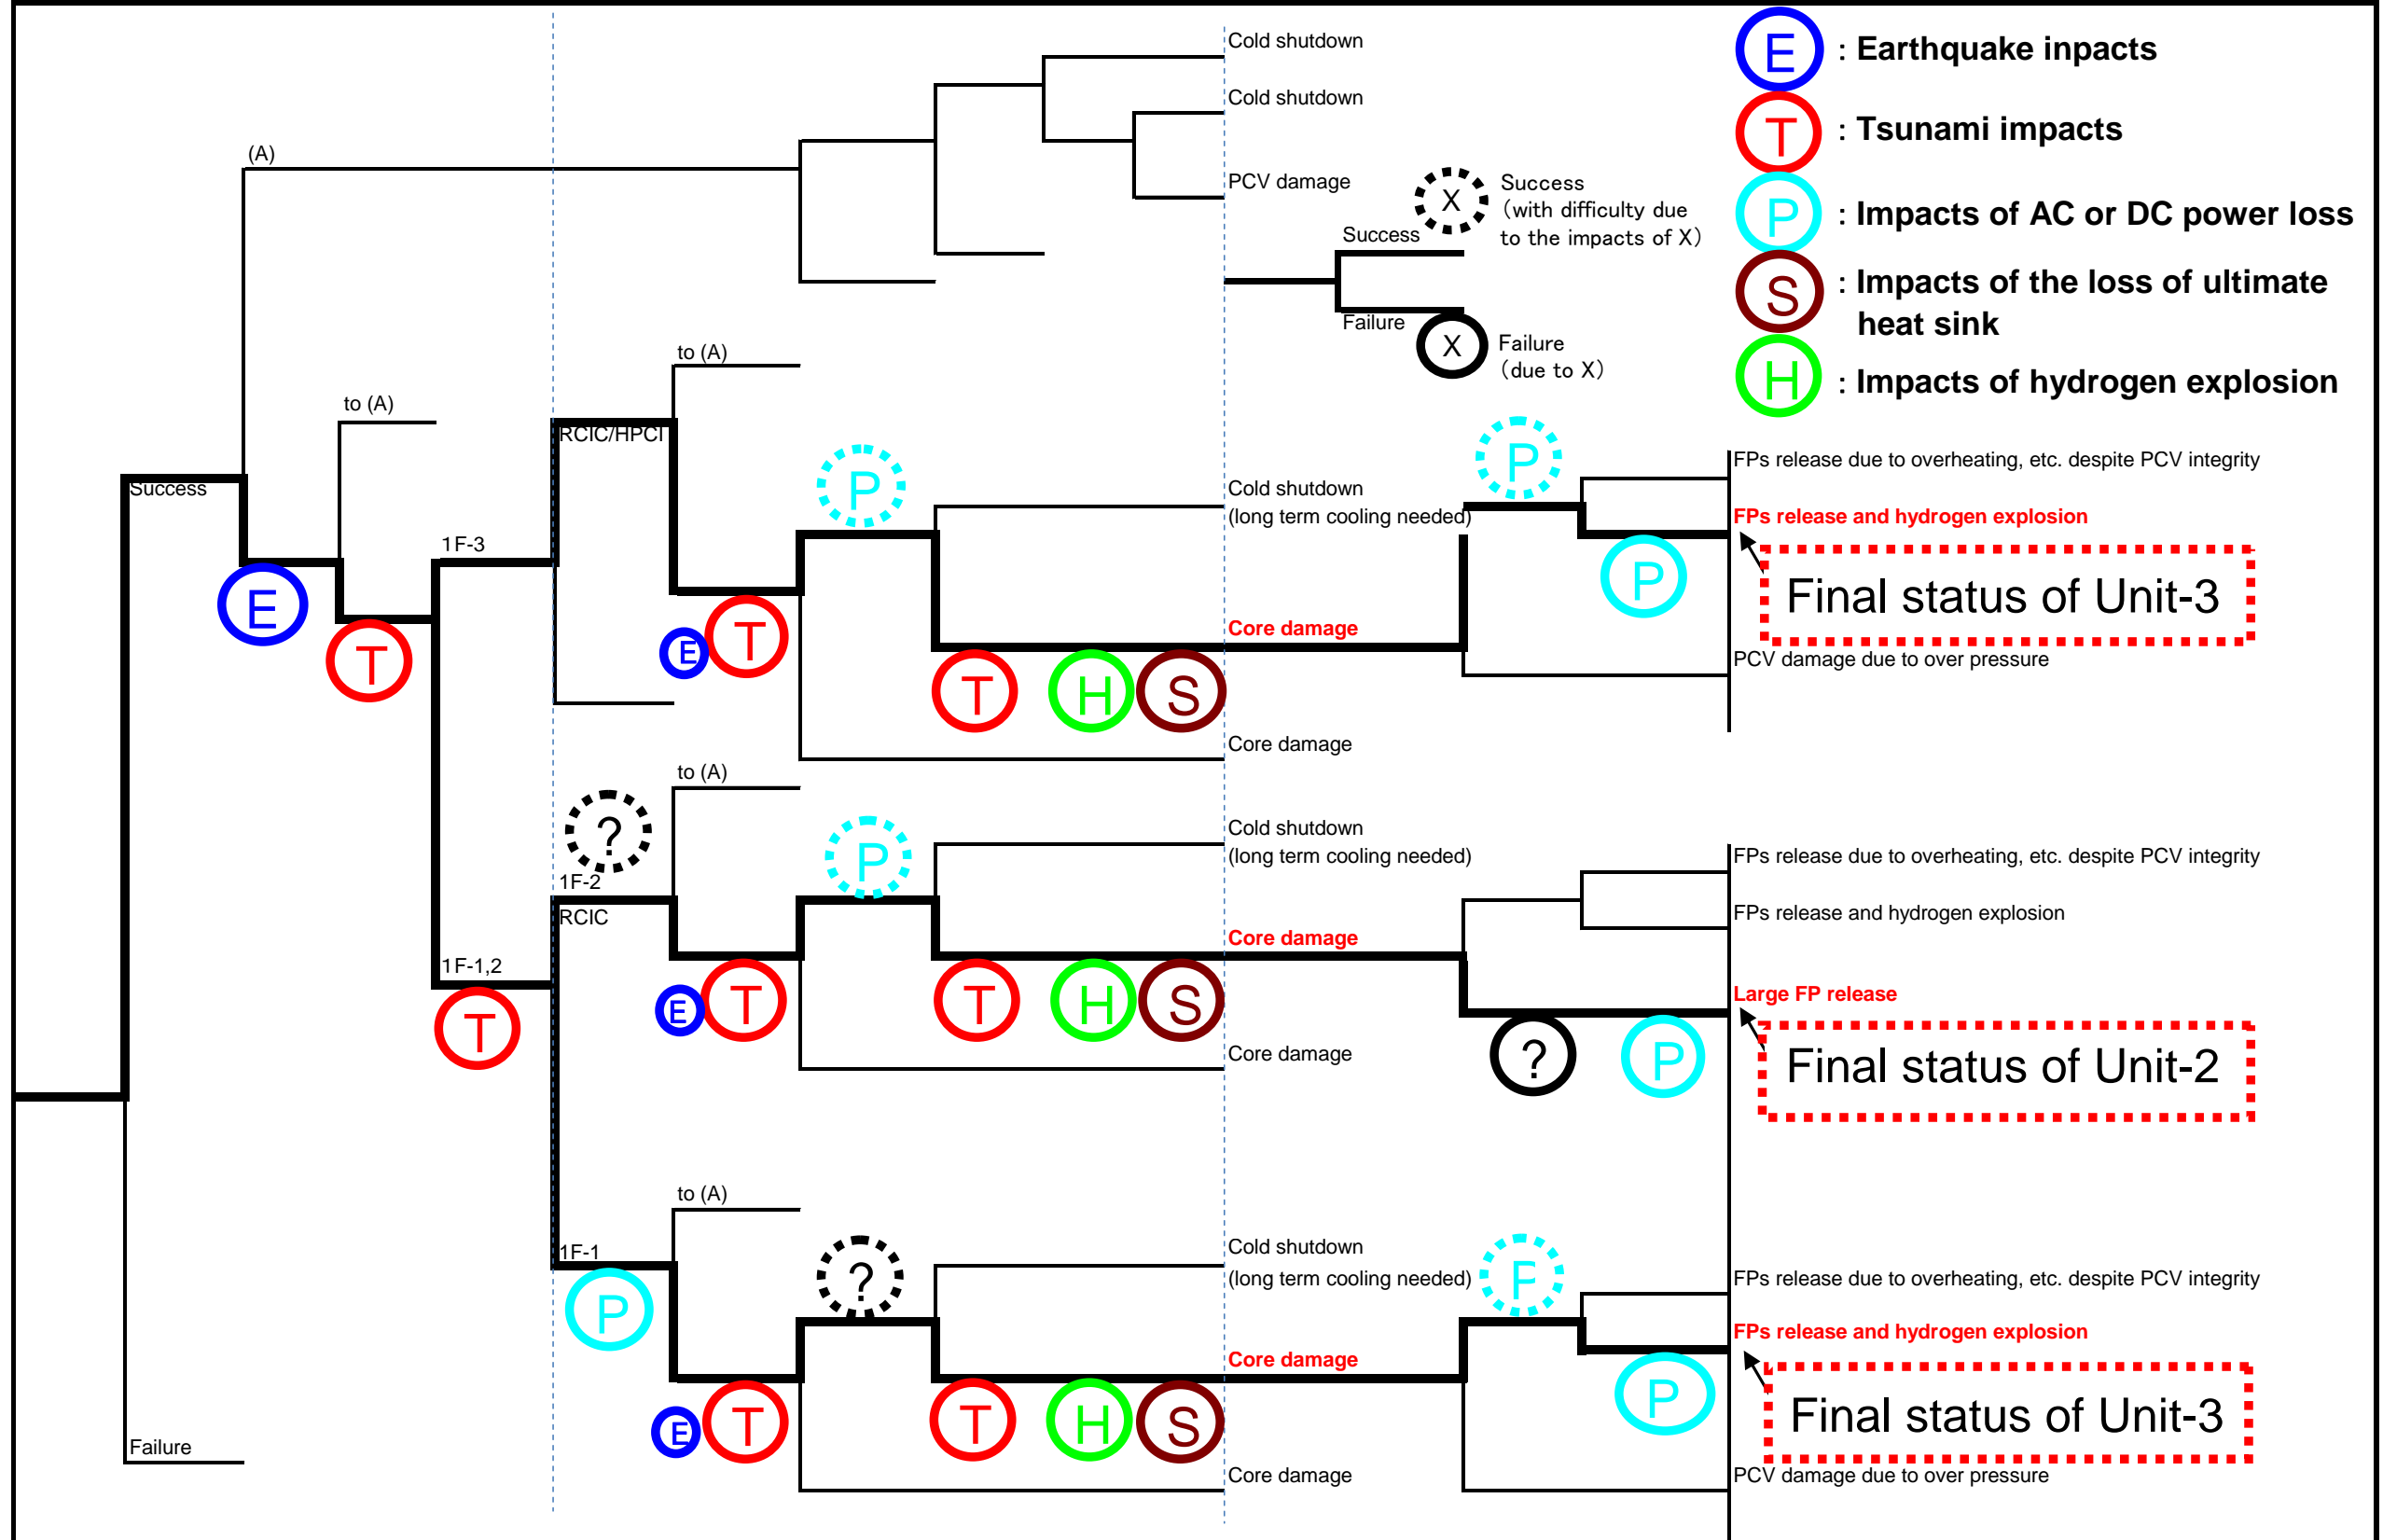 Cold shutdown
Cold shutdown
PCV damage
(A)
X
Success
（with difficulty due
to the impacts of X）
Success
Failure
X
Failure
（due to X）
E
: Earthquake inpacts
T
: Tsunami impacts
P
: Impacts of AC or DC power loss
S
: Impacts of the loss of ultimate
heat sink
H
: Impacts of hydrogen explosion
to (A)
to (A)
RCIC/HPCI
Success
1F-3
E
T
E
T
P
T
H
S
Cold shutdown
(long term cooling needed)
Core damage
Core damage
P
P
FPs release due to overheating, etc. despite PCV integrity
FPs release and hydrogen explosion
Final status of Unit-3
PCV damage due to over pressure
to (A)
?
1F-2
RCIC
1F-1,2
T
E
T
P
T
H
S
Cold shutdown
(long term cooling needed)
Core damage
Core damage
?
P
FPs release due to overheating, etc. despite PCV integrity
FPs release and hydrogen explosion
Large FP release
Final status of Unit-2
to (A)
1F-1
P
E
T
?
T
H
S
Cold shutdown
(long term cooling needed)
Core damage
Core damage
P
P
FPs release due to overheating, etc. despite PCV integrity
FPs release and hydrogen explosion
Final status of Unit-3
PCV damage due to over pressure
Failure